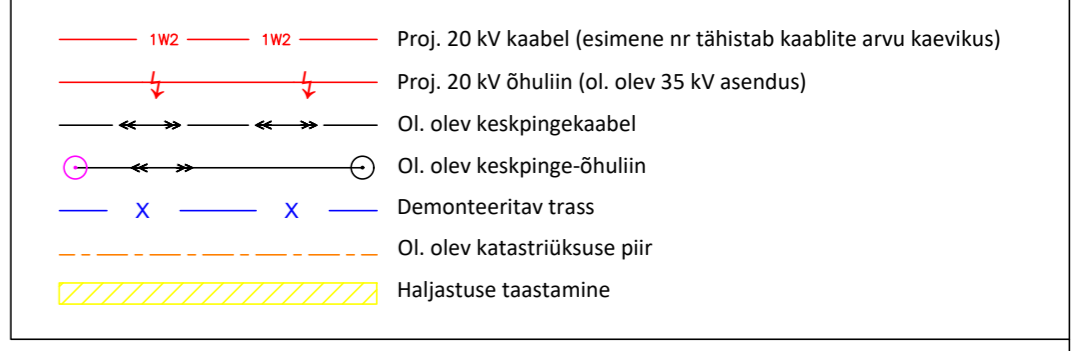 1W2 1W2 Proj. 20 kV kaabel (esimene nr tähistab kaablite arvu kaevikus)
Proj. 20 kV õhuliin (ol. olev 35 kV asendus)
Ol. olev keskpingekaabel
Ol. olev keskpinge-õhuliin
X X Demonteeritav trass
Ol. olev katastriüksuse piir
Haljastuse taastamine